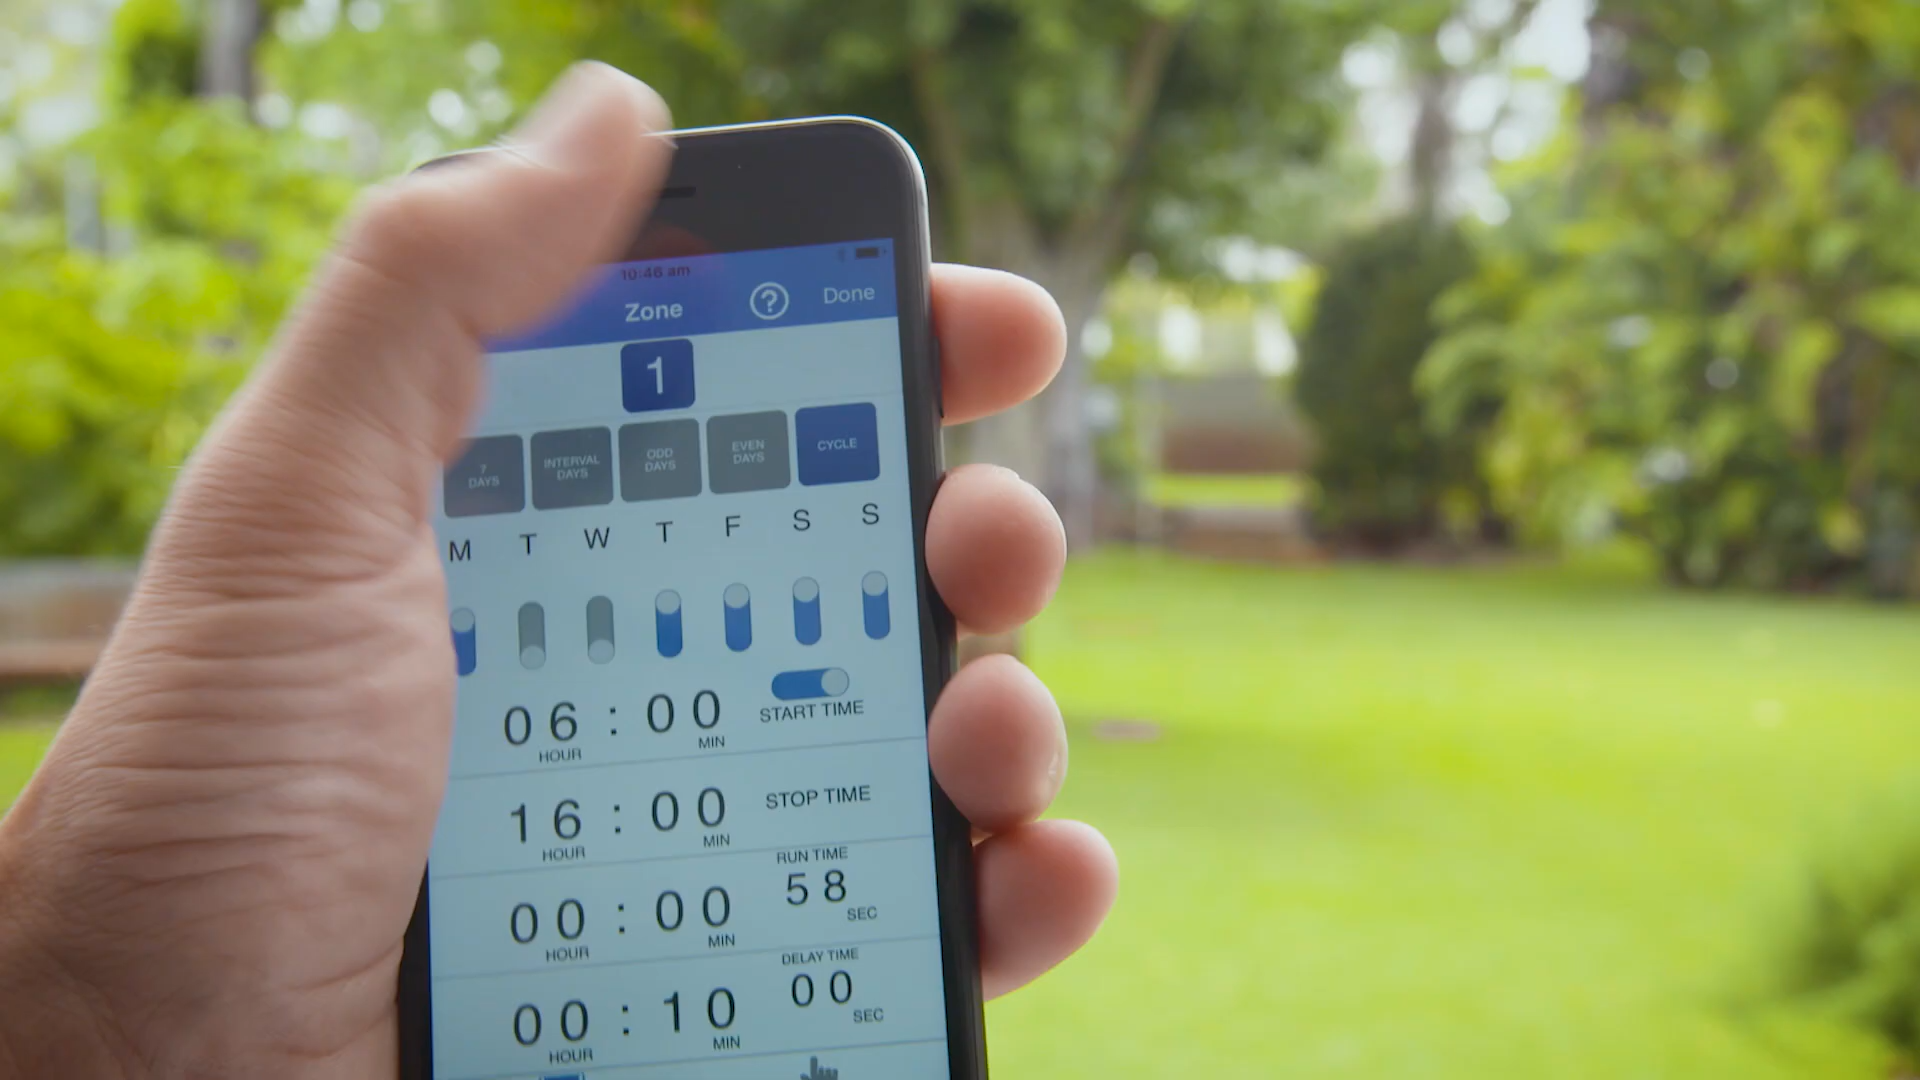 10:46 am
Zone ? Done
1
7 DAYS
INTERVAL DAYS
ODD DAYS
EVEN DAYS
CYCLE
M T W T F S S
06 : 00 START TIME
HOUR MIN
16 : 00 STOP TIME
HOUR MIN
RUN TIME
00 : 00 58
HOUR MIN SEC
DELAY TIME
00 : 10 00
HOUR MIN SEC